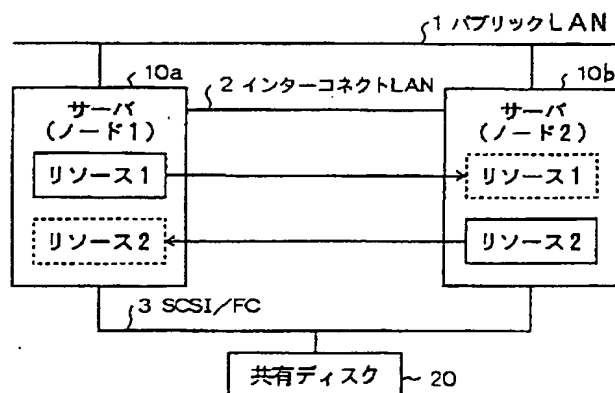 1 パブリックLAN
10a
2 インターコネクトLAN
10b
サーバ
(ノード1)
サーバ
(ノード2)
リソース1
リソース1
リソース2
リソース2
3 SCSI/FC
共有ディスク
20